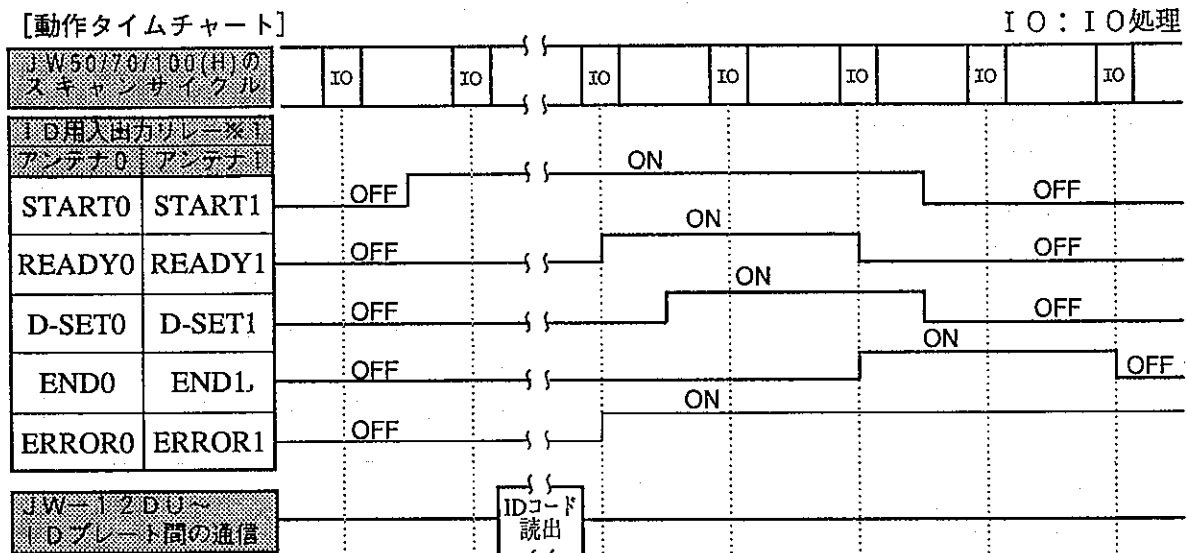 [動作タイムチャート]
IO：IO処理
JW50/70/100(H)の
スキャンサイクル
IO IO IO IO IO IO IO
ID用入出力リレー※1
アンテナ0 アンテナ1
START0 START1 OFF ON OFF
READY0 READY1 OFF ON OFF
D-SET0 D-SET1 OFF ON OFF
END0 END1 OFF ON OFF
ERROR0 ERROR1 OFF ON
JW-12DU～
IDプレート間の通信
IDコード
読出